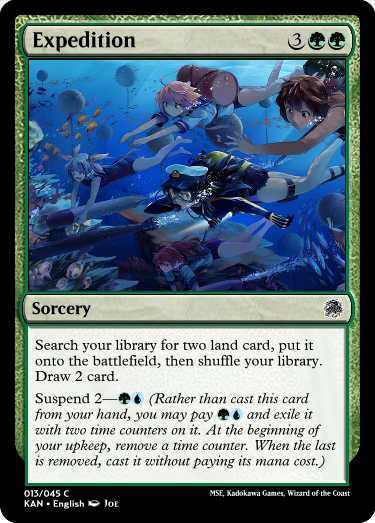 Expedition 3
Sorcery
Search your library for two land card, put it
onto the battlefield, then shuffle your library.
Draw 2 card.
Suspend 2— (Rather than cast this card
from your hand, you may pay and exile it
with two time counters on it. At the beginning of
your upkeep, remove a time counter. When the last
is removed, cast it without paying its mana cost.)
013/045 C
KAN • English JOE
MSE, Kadokawa Games, Wizard of the Coast